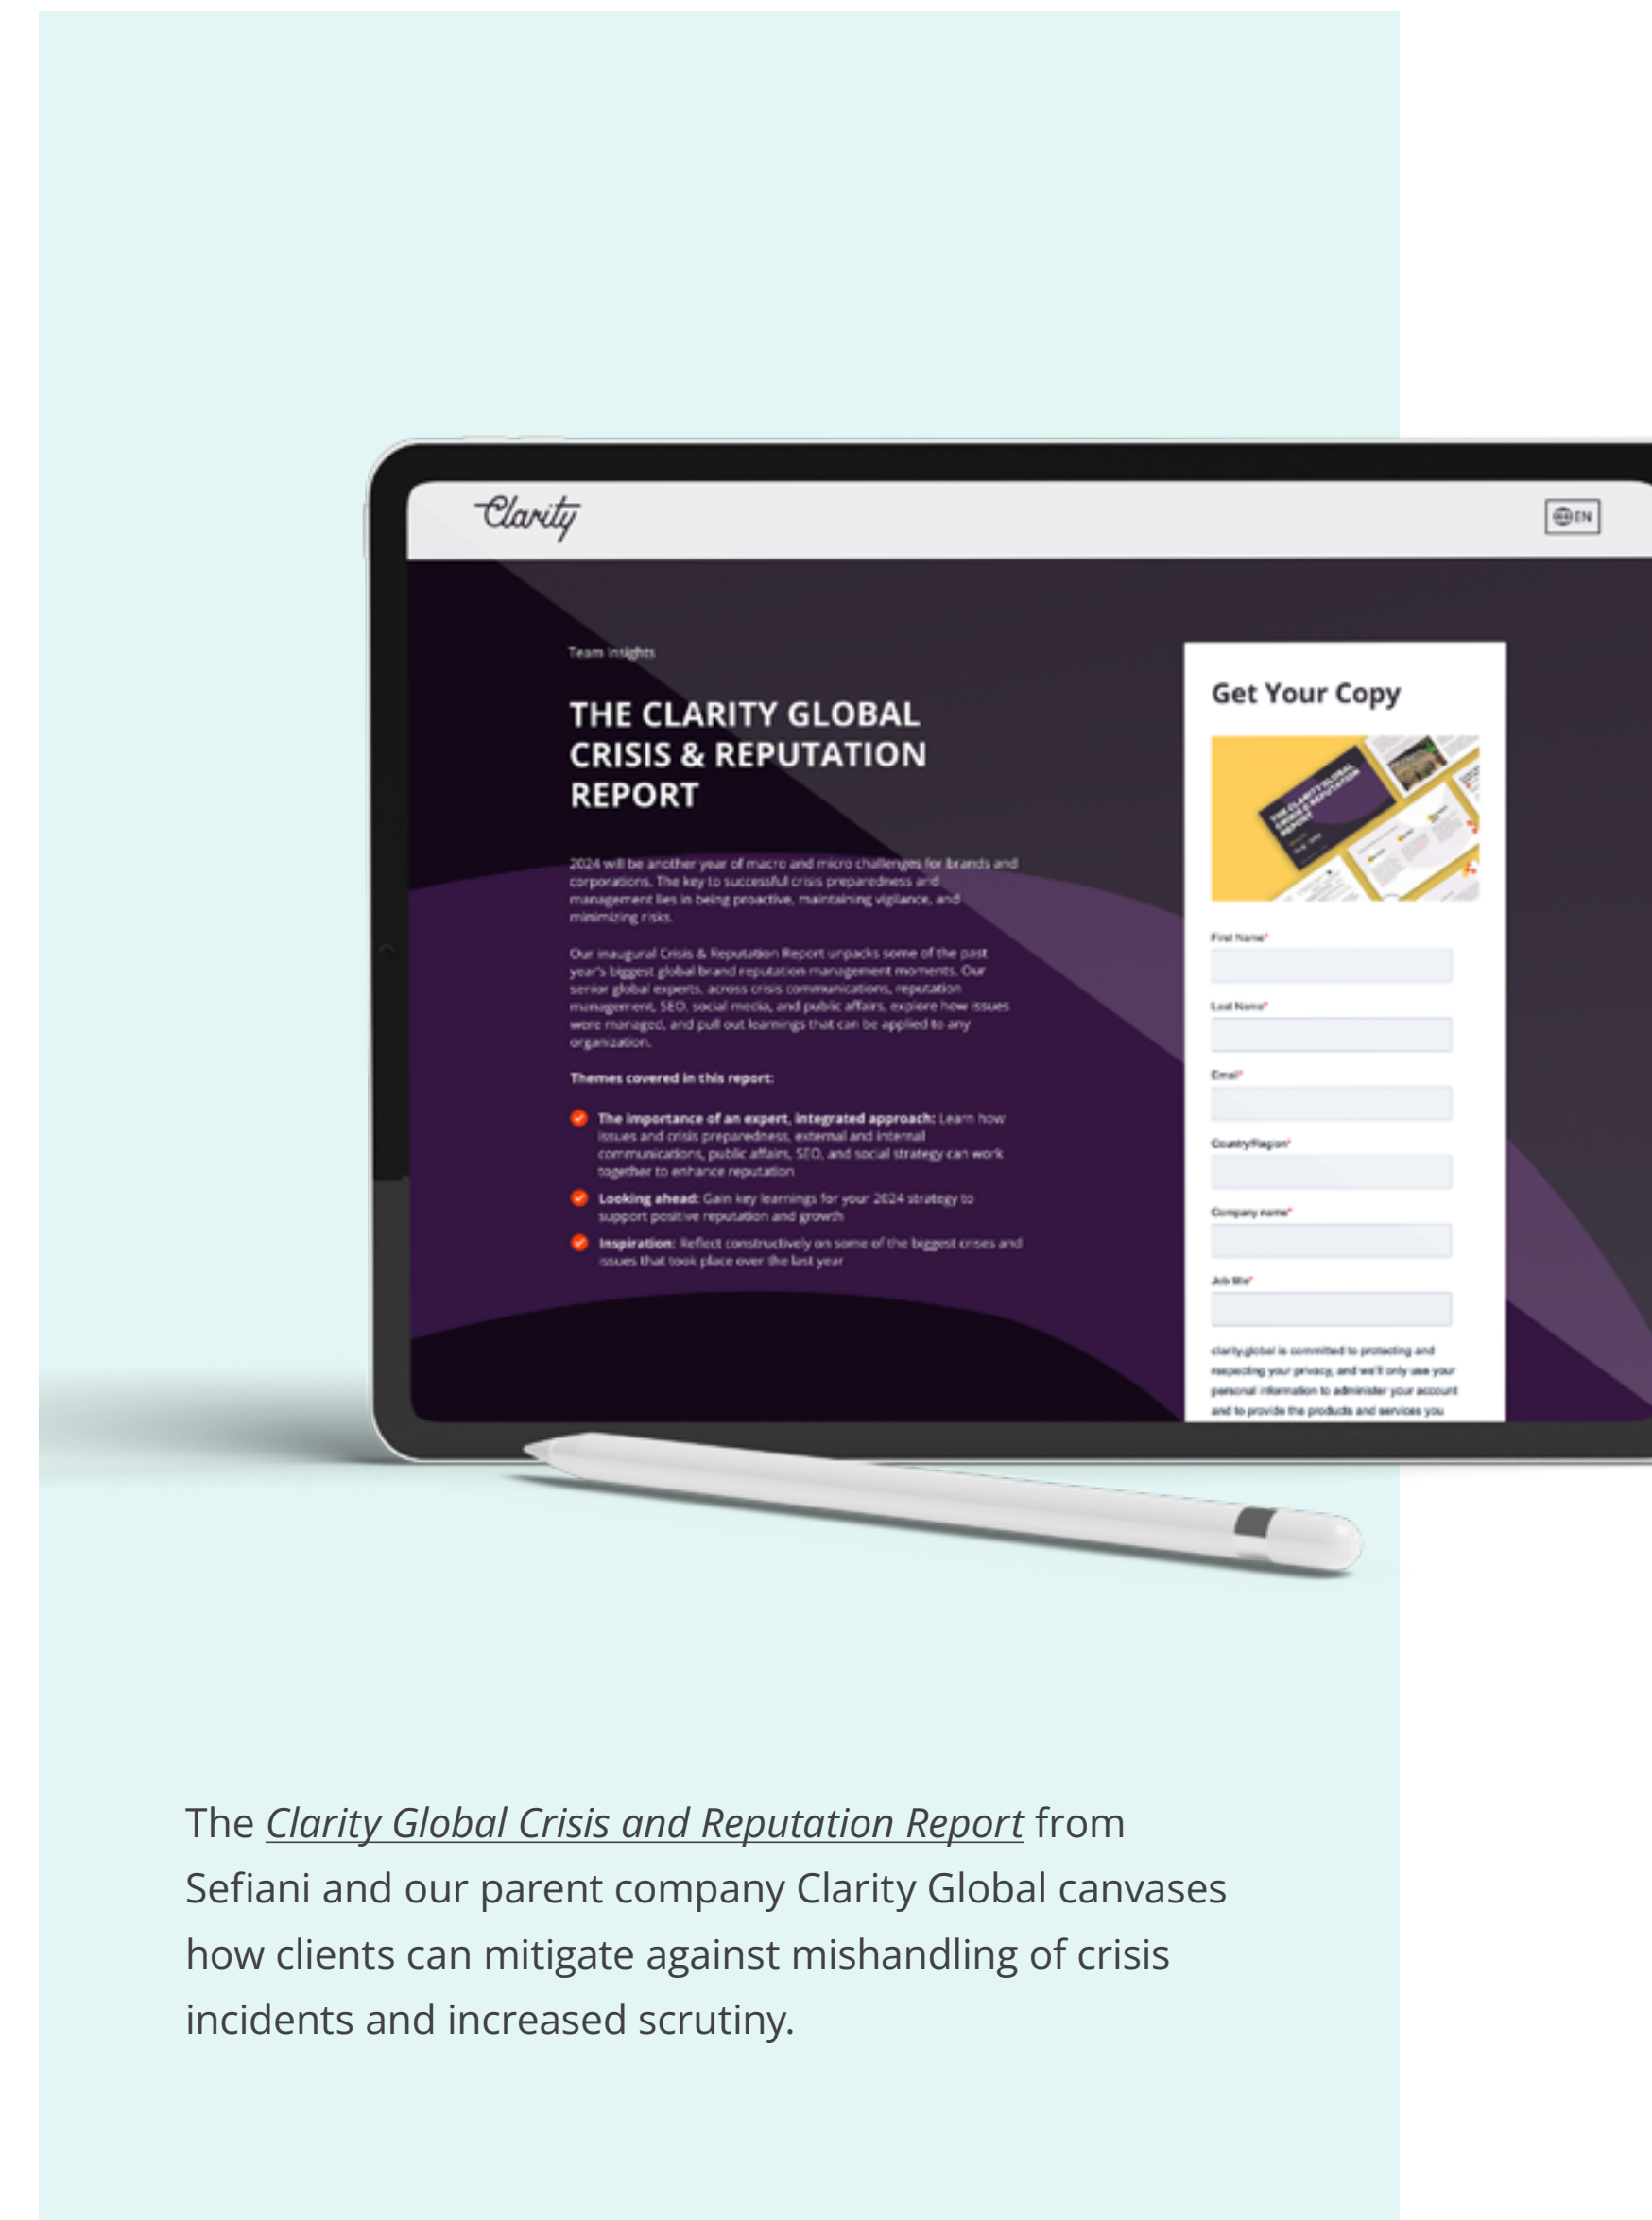 Clarity
EN
Team Insights
THE CLARITY GLOBAL
CRISIS & REPUTATION
REPORT
2024 will be another year of macro and micro challenges for brands and
corporations. The key to successful crisis preparedness and
management lies in being proactive, maintaining vigilance, and
minimizing risks.
Our inaugural Crisis & Reputation Report unpacks some of the past
year's biggest global brand reputation management moments. Our
senior global experts, across crisis communications, reputation
management, SEO, social media, and public affairs, explore how issues
were managed, and pull out learnings that can be applied to any
organization.
Themes covered in this report:
The importance of an expert, integrated approach: Learn how
issues and crisis preparedness, external and internal
communications, public affairs, SEO, and social strategy can work
together to enhance reputation
Looking ahead: Gain key learnings for your 2024 strategy to
support positive reputation and growth
Inspiration: Reflect constructively on some of the biggest crises and
issues that took place over the last year
Get Your Copy
THE CLARITY GLOBAL
CRISIS & REPUTATION
REPORT
First Name*
Last Name*
Email*
Country/Region*
Company name*
Job title*
clarity.global is committed to protecting and
respecting your privacy, and we'll only use your
personal information to administer your account
and to provide the products and services you
The Clarity Global Crisis and Reputation Report from
Sefiani and our parent company Clarity Global canvases
how clients can mitigate against mishandling of crisis
incidents and increased scrutiny.